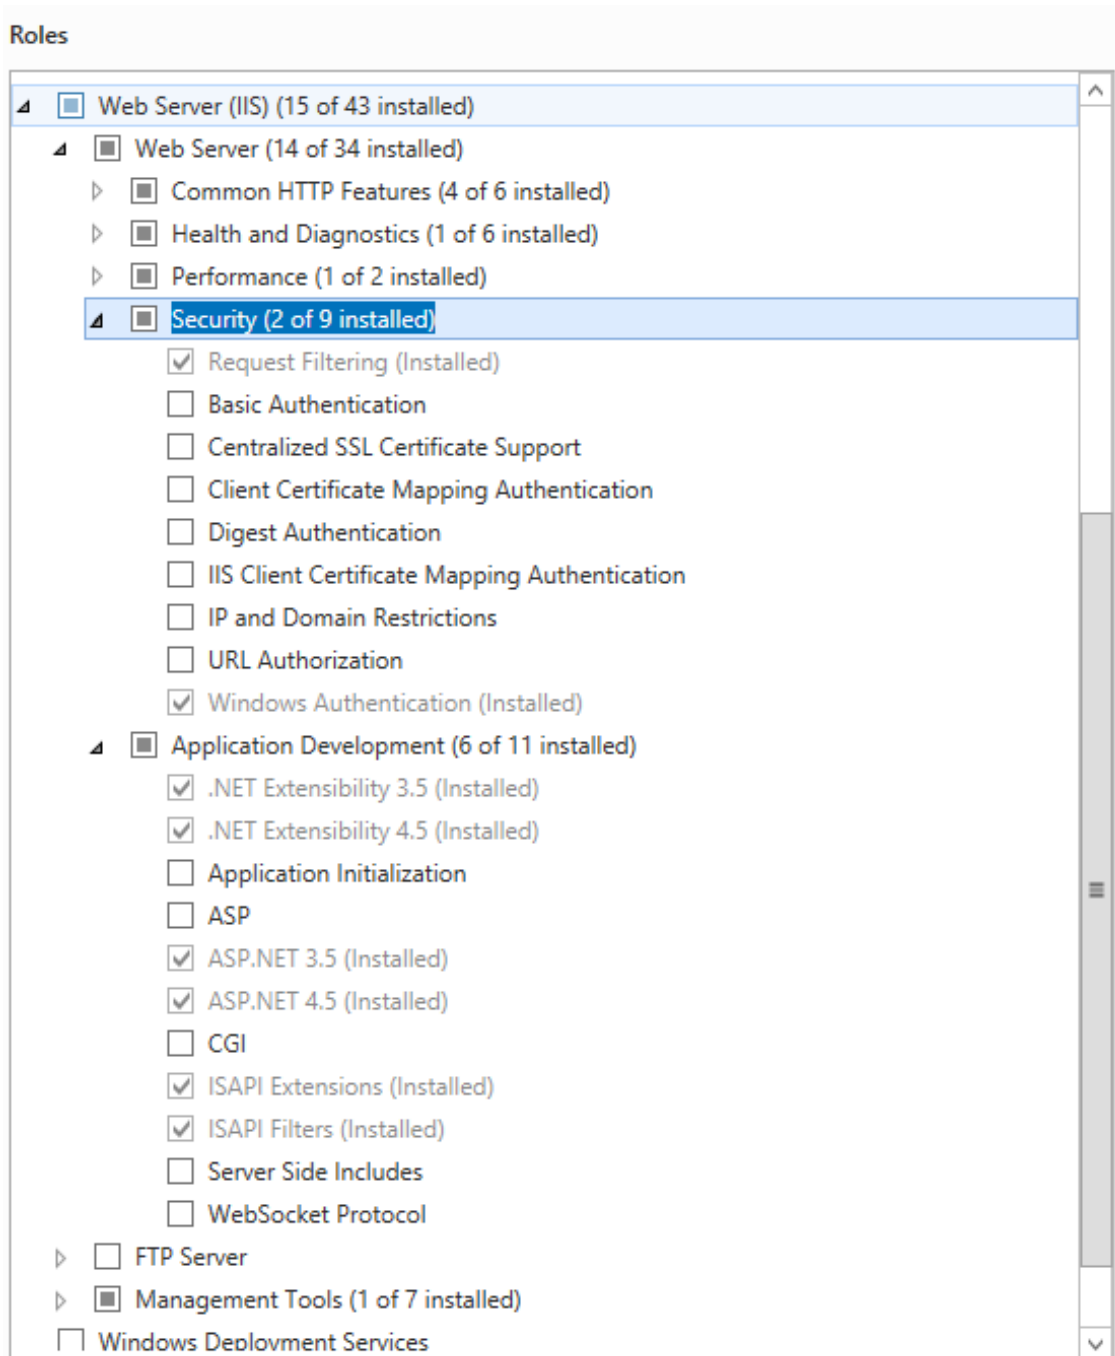 Roles
Web Server (IIS) (15 of 43 installed)
Web Server (14 of 34 installed)
Common HTTP Features (4 of 6 installed)
Health and Diagnostics (1 of 6 installed)
Performance (1 of 2 installed)
Security (2 of 9 installed)
Request Filtering (Installed)
Basic Authentication
Centralized SSL Certificate Support
Client Certificate Mapping Authentication
Digest Authentication
IIS Client Certificate Mapping Authentication
IP and Domain Restrictions
URL Authorization
Windows Authentication (Installed)
Application Development (6 of 11 installed)
.NET Extensibility 3.5 (Installed)
.NET Extensibility 4.5 (Installed)
Application Initialization
ASP
ASP.NET 3.5 (Installed)
ASP.NET 4.5 (Installed)
CGI
ISAPI Extensions (Installed)
ISAPI Filters (Installed)
Server Side Includes
WebSocket Protocol
FTP Server
Management Tools (1 of 7 installed)
Windows Deployment Services